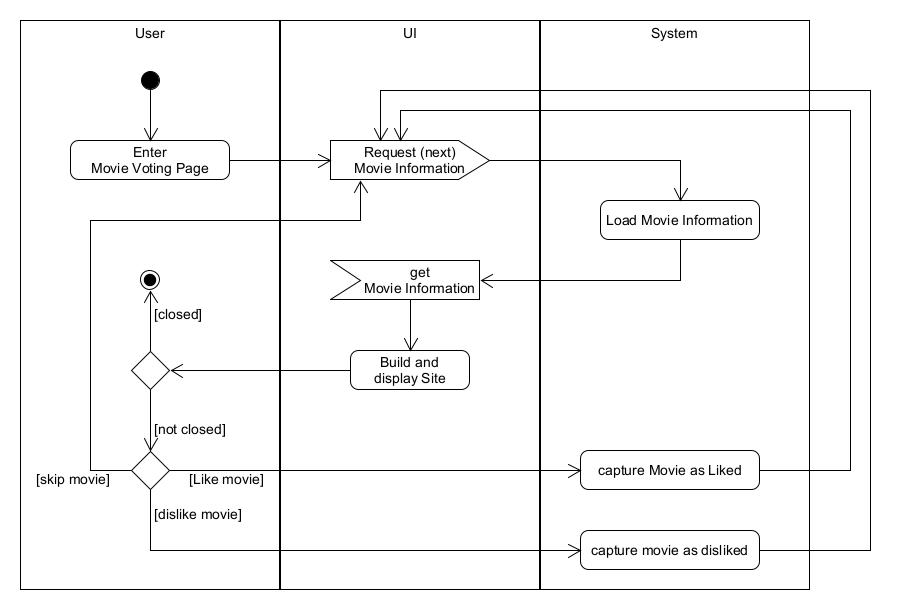 User
UI
System
Enter
Movie Voting Page
Request (next)
Movie Information
Load Movie Information
get
Movie Information
[closed]
Build and
display Site
[not closed]
[skip movie]
[Like movie]
capture Movie as Liked
[dislike movie]
capture movie as disliked